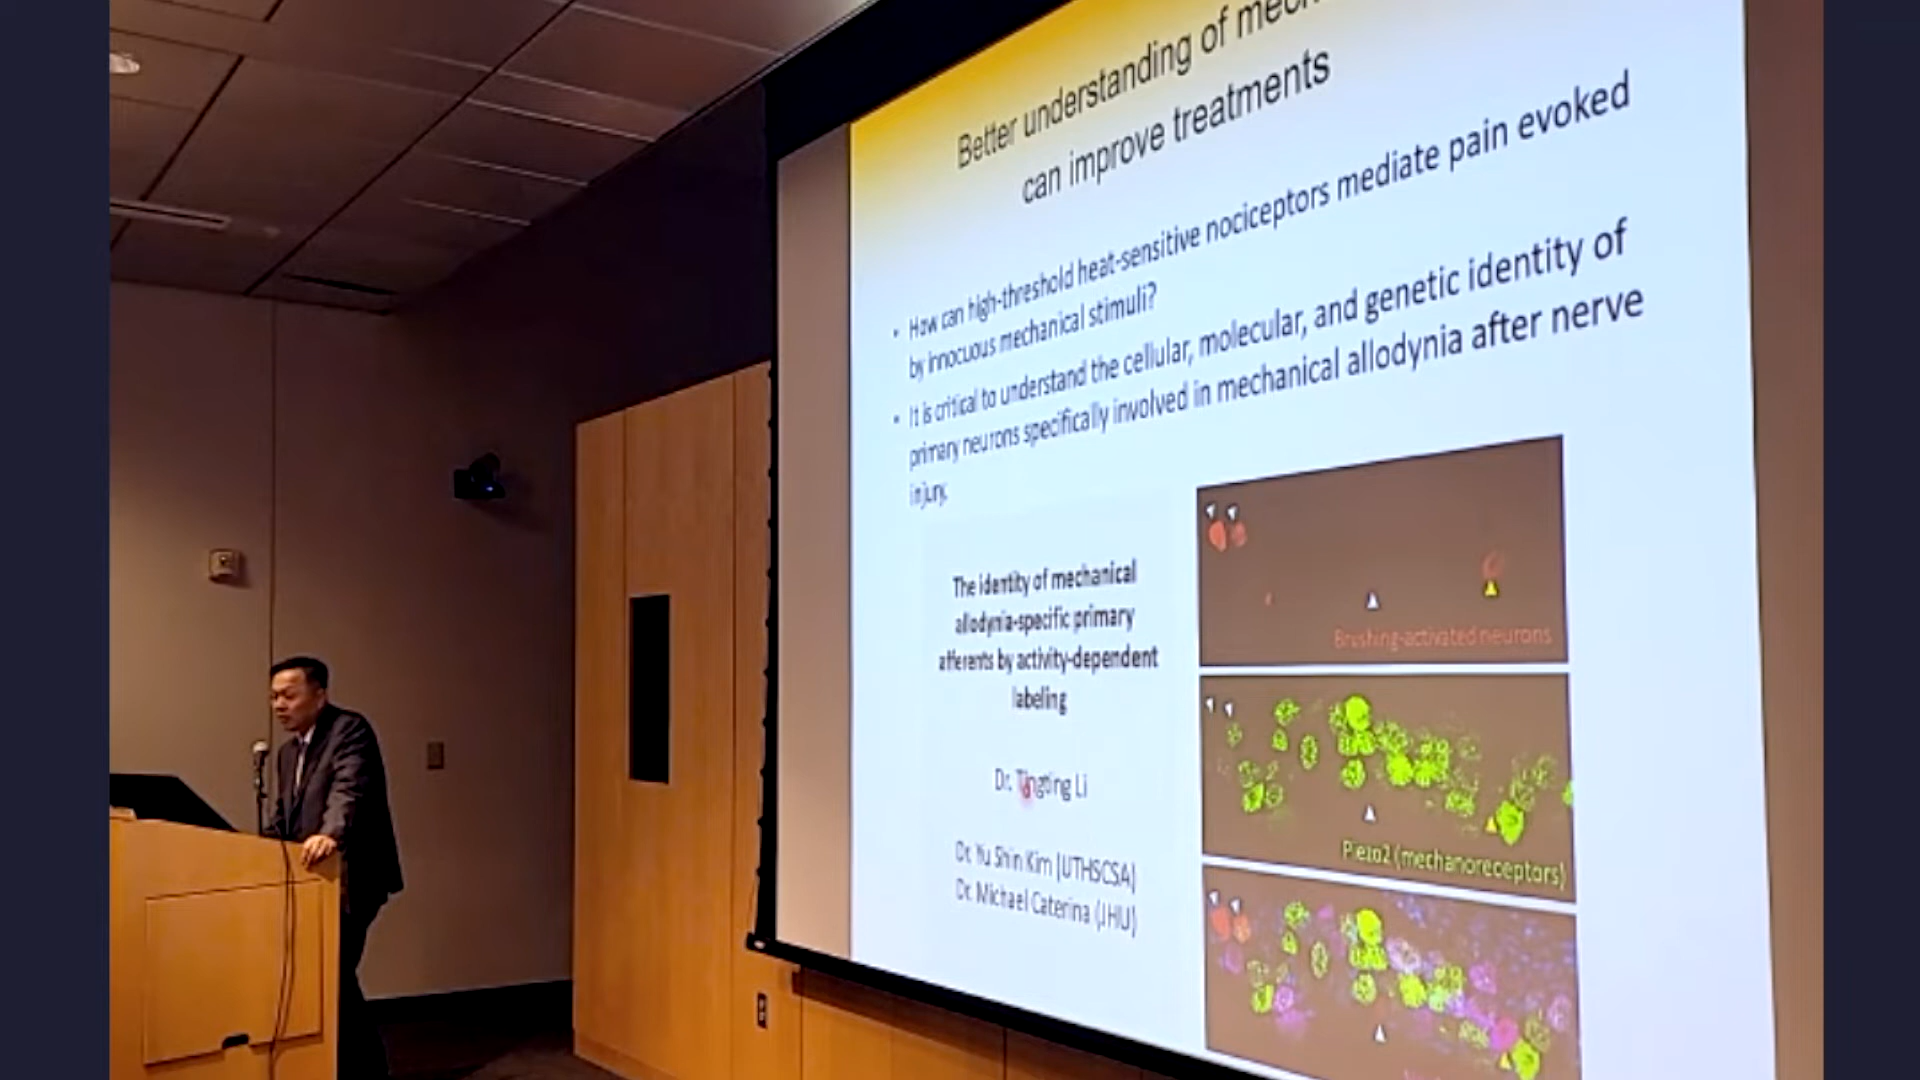 Better understanding of
can improve treatments
• How can high-threshold heat-sensitive nociceptors mediate pain evoked
by innocuous mechanical stimuli?
• It is critical to understand the cellular, molecular, and genetic identity of
primary neurons specifically involved in mechanical allodynia after nerve
injury.
The identity of mechanical
allodynia-specific primary
afferents by activity-dependent
labeling
Dr. Tingting Li
Dr. Yu Shin Kim (UTHSCSA)
Dr. Michael Caterina (JHU)
Brushing-activated neurons
Piezo2 (mechanoreceptors)